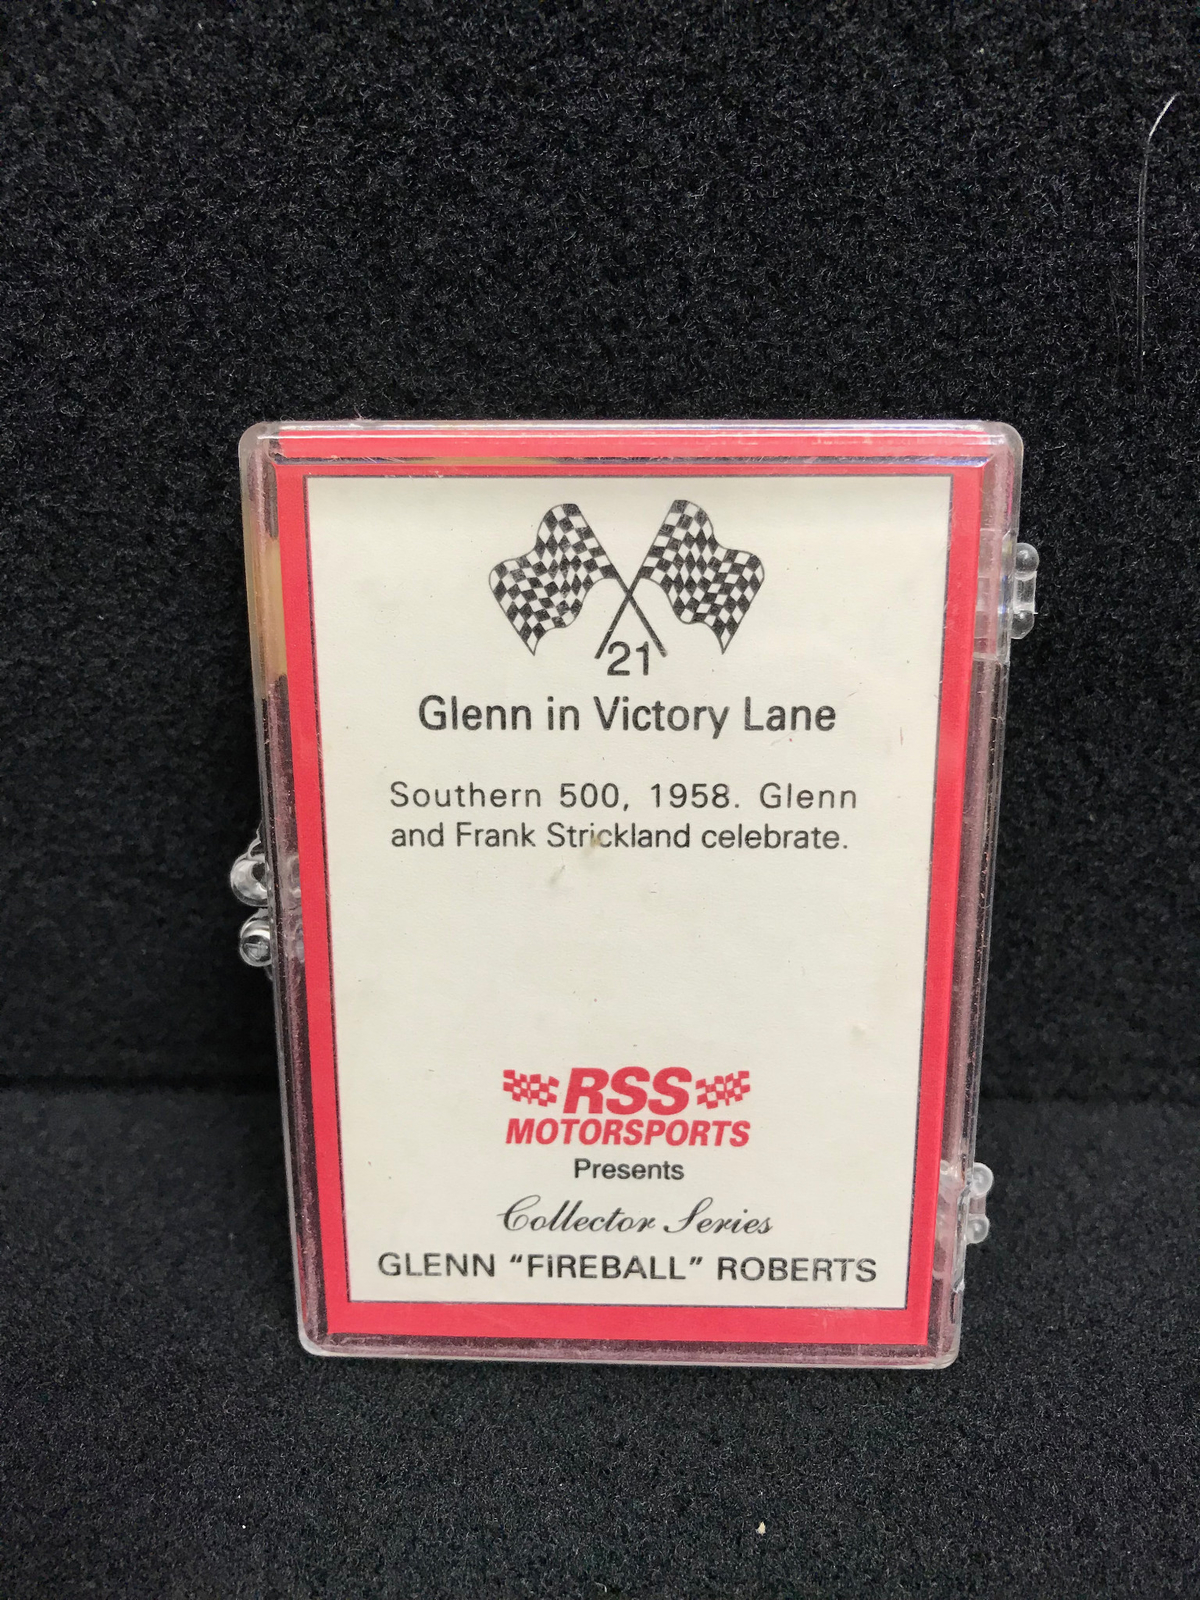 21
Glenn in Victory Lane
Southern 500, 1958. Glenn
and Frank Strickland celebrate.
RSS
MOTORSPORTS
Presents
Collector Series
GLENN "FiREBALL" ROBERTS